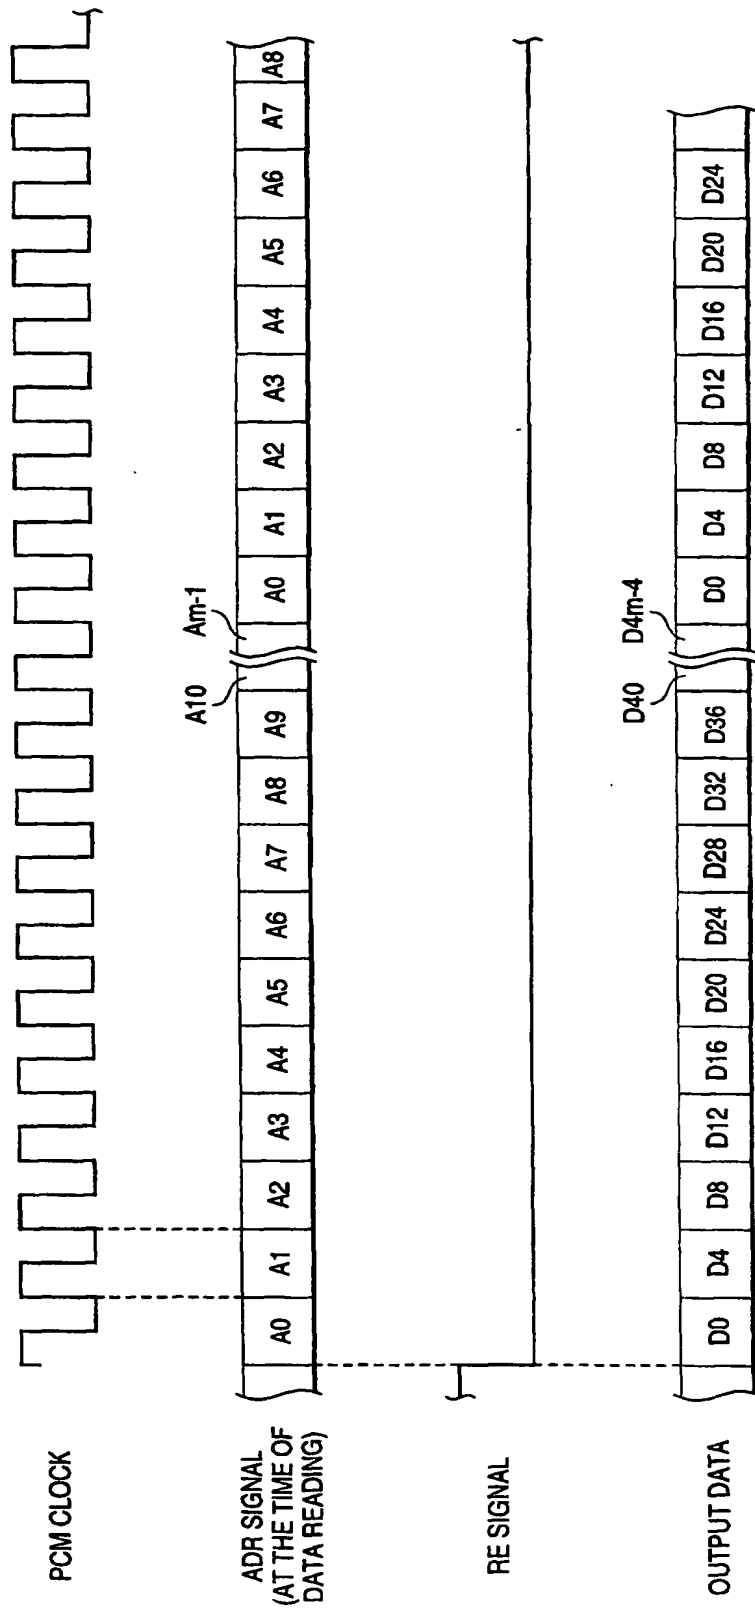 PCM CLOCK
ADR SIGNAL
(AT THE TIME OF
DATA READING)
A0 A1 A2 A3 A4 A5 A6 A7 A8 A9 A10 Am-1 A0 A1 A2 A3 A4 A5 A6 A7 A8
RE SIGNAL
OUTPUT DATA
D0 D4 D8 D12 D16 D20 D24 D28 D32 D36 D40 D4m-4 D0 D4 D8 D12 D16 D20 D24